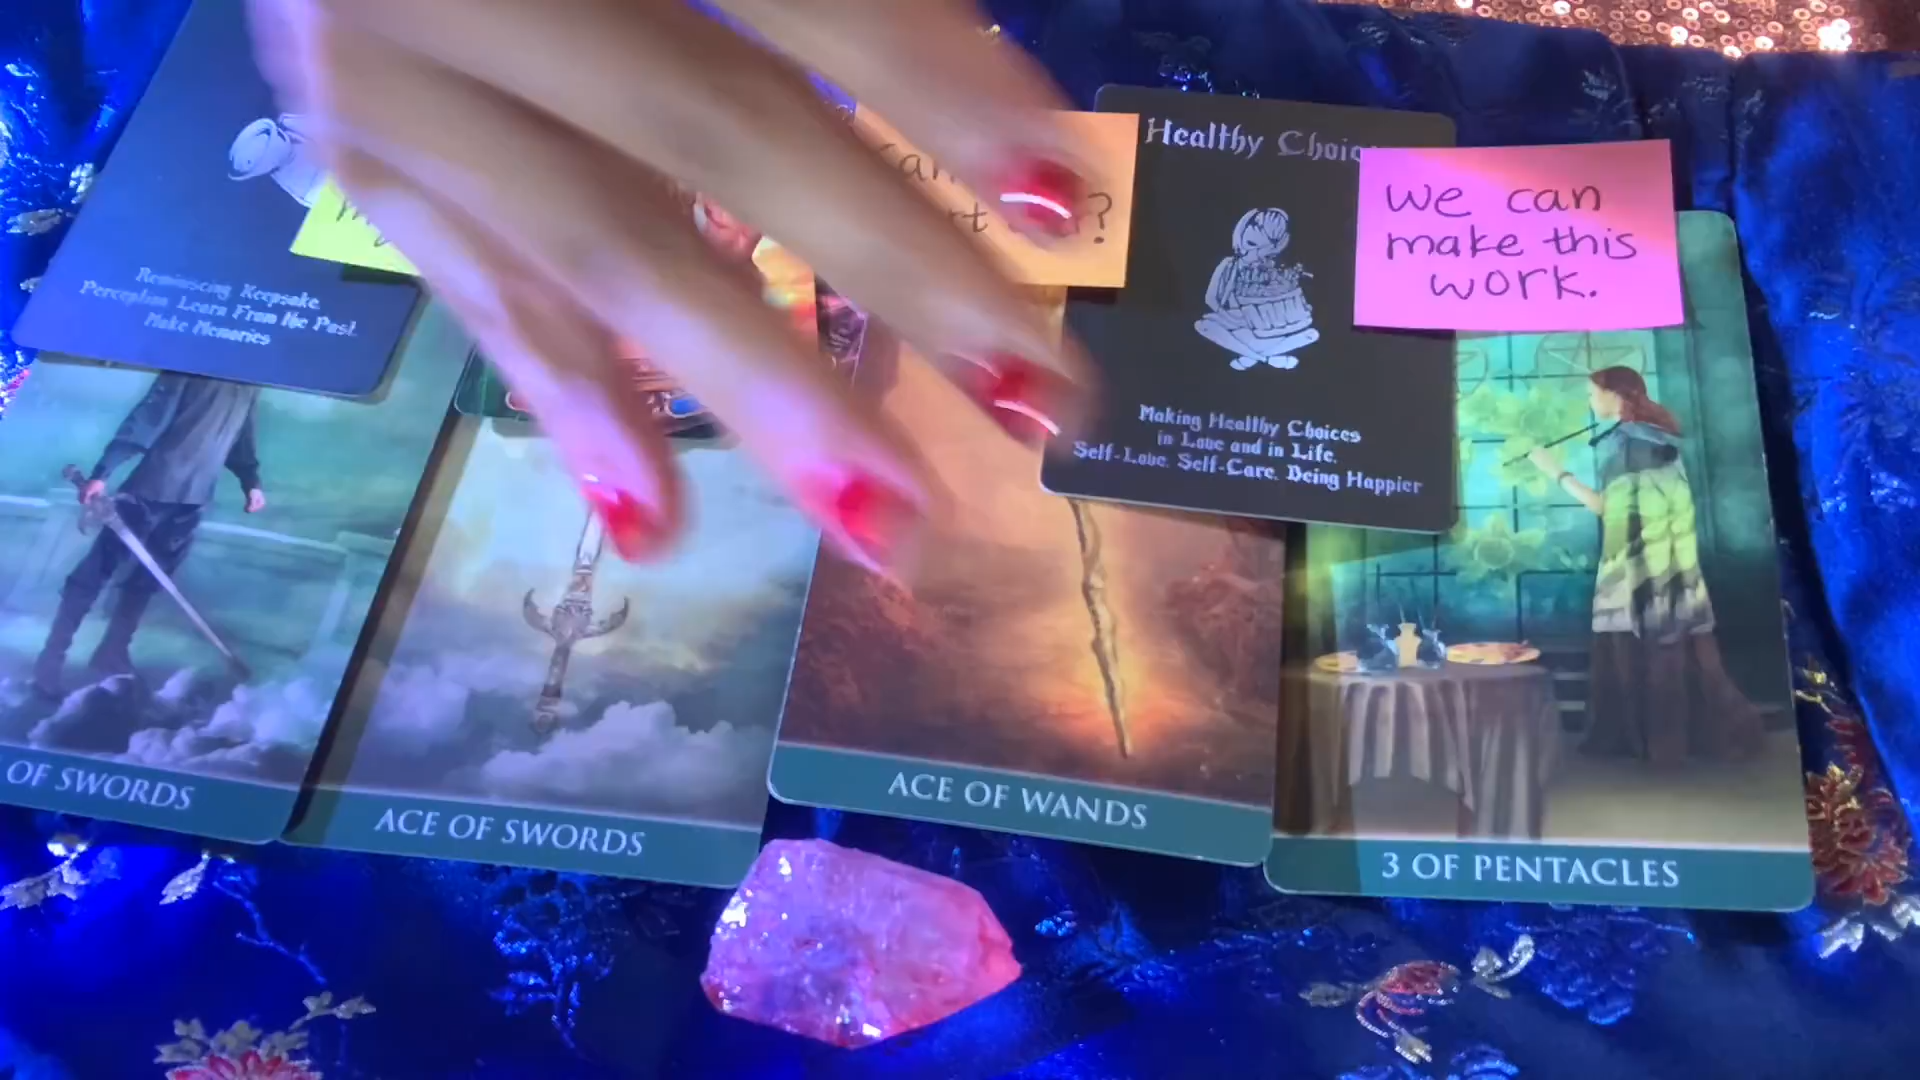 Reminiscing Keepsake.
Perception Learn From the Past.
Make Memories
OF SWORDS
ACE OF SWORDS
?
ACE OF WANDS
Healthy
Making Healthy Choices
in Love and in Life.
Self-Love. Self-Care. Being Happier
we can
make this
work.
3 OF PENTACLES